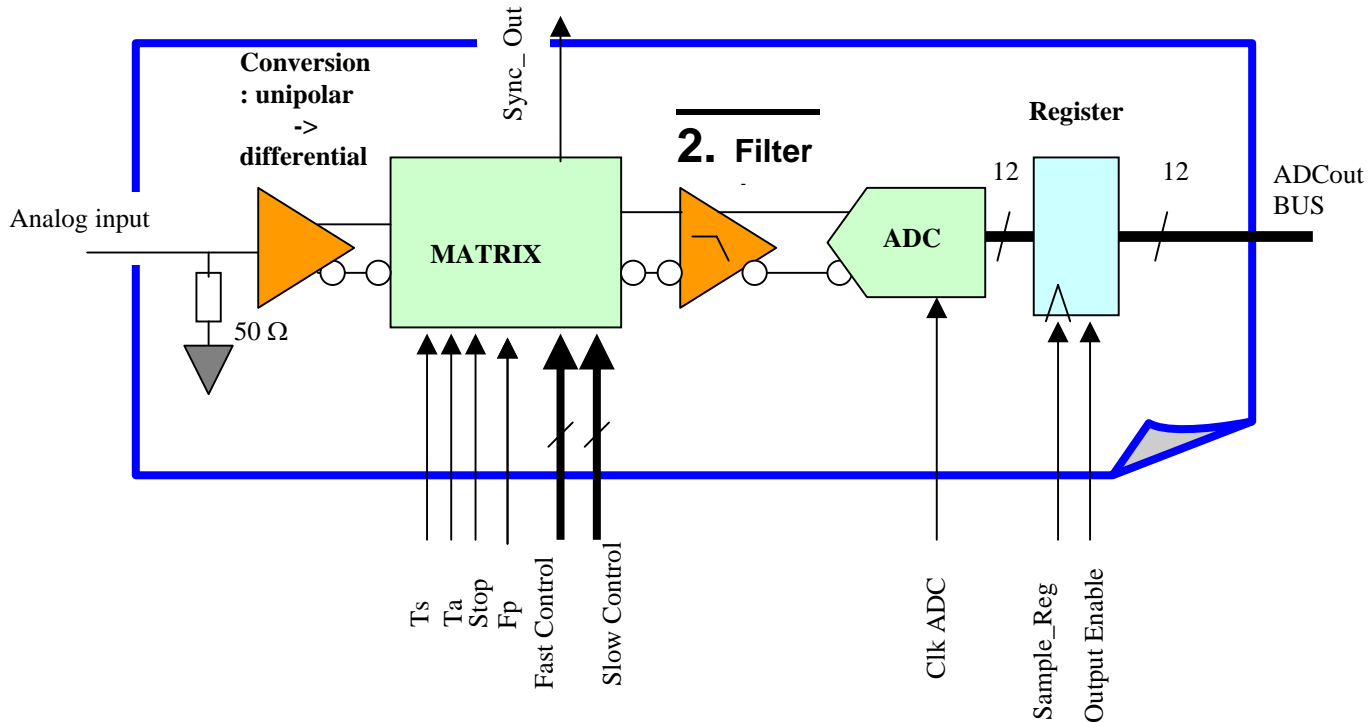 Sync_ Out
Conversion
: unipolar
->
differential
2. Filter
Register
Analog input
50 Ω
MATRIX
ADC
12
12
ADCout
BUS
Ts
Ta
Stop
Fp
Fast Control
Slow Control
Clk ADC
Sample_Reg
Output Enable